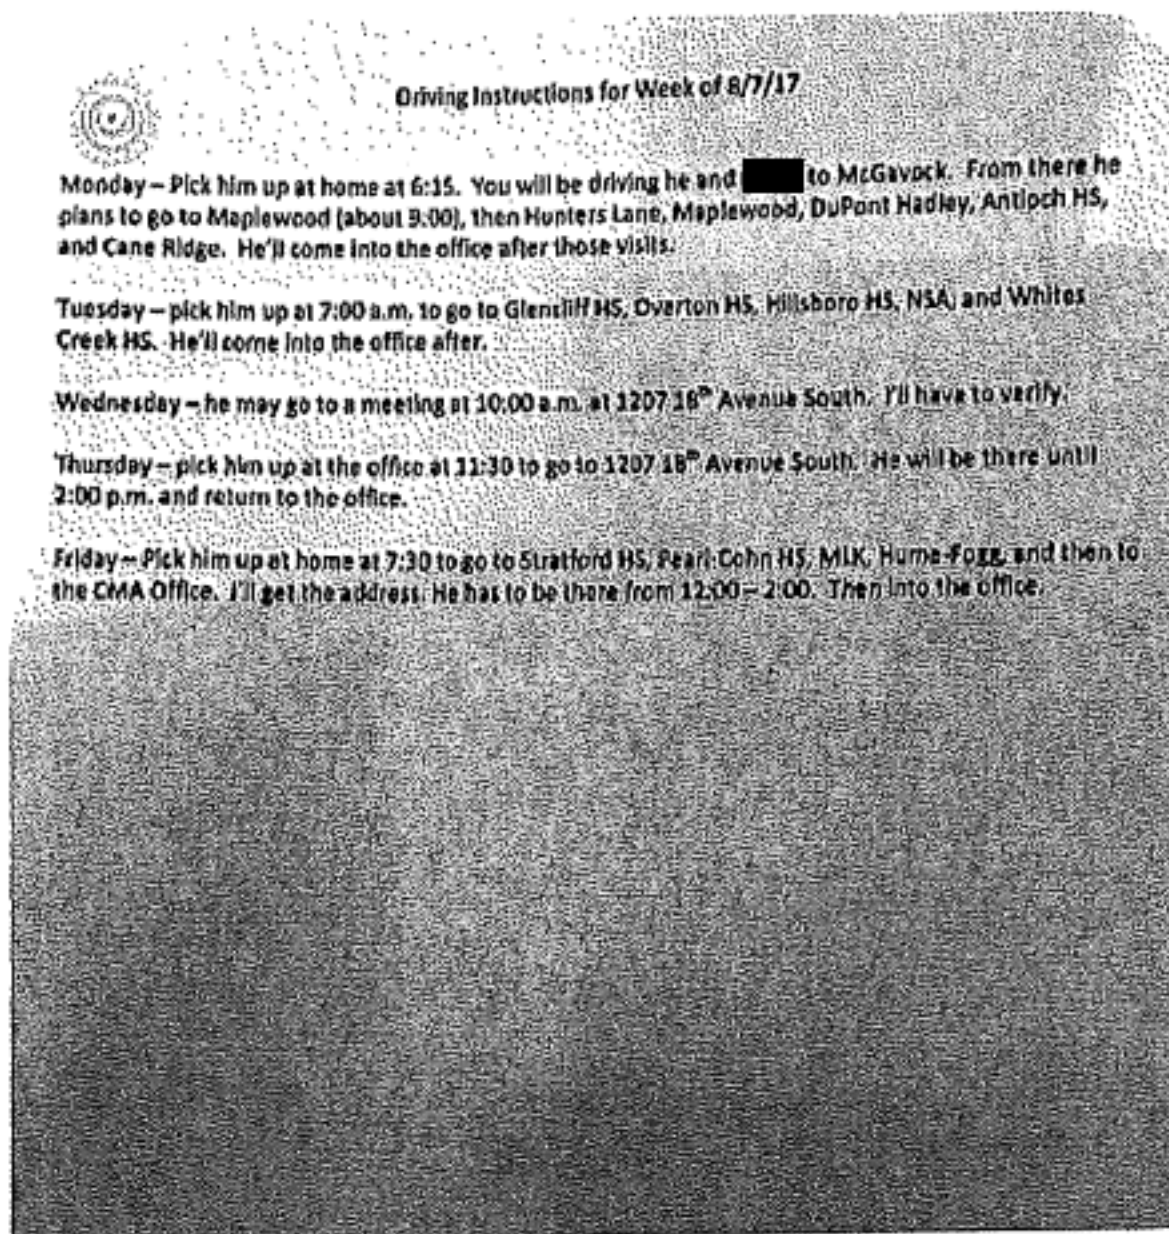 Driving Instructions for Week of 8/7/17
Monday – Pick him up at home at 6:15. You will be driving he and to McGavock. From there he
plans to go to Maplewood (about 9:00), then Hunters Lane, Maplewood, DuPont Hadley, Antioch HS,
and Cane Ridge. He'll come into the office after those visits.
Tuesday – pick him up at 7:00 a.m. to go to Glencliff HS, Overton HS, Hillsboro HS, NSA, and Whites
Creek HS. He'll come into the office after.
Wednesday – he may go to a meeting at 10:00 a.m. at 1207 Avenue South. I'll have to verify.
Thursday – pick him up at the office at 11:30 to go to 1207 Avenue South. He will be there until
2:00 p.m. and return to the office.
Friday – Pick him up at home at 7:30 to go to Stratford HS, Pearl-Cohn HS, MLK, Hume-Fogg, and then to
the CMA Office. I'll get the address. He has to be there from 12:00 – 2:00. Then into the office.